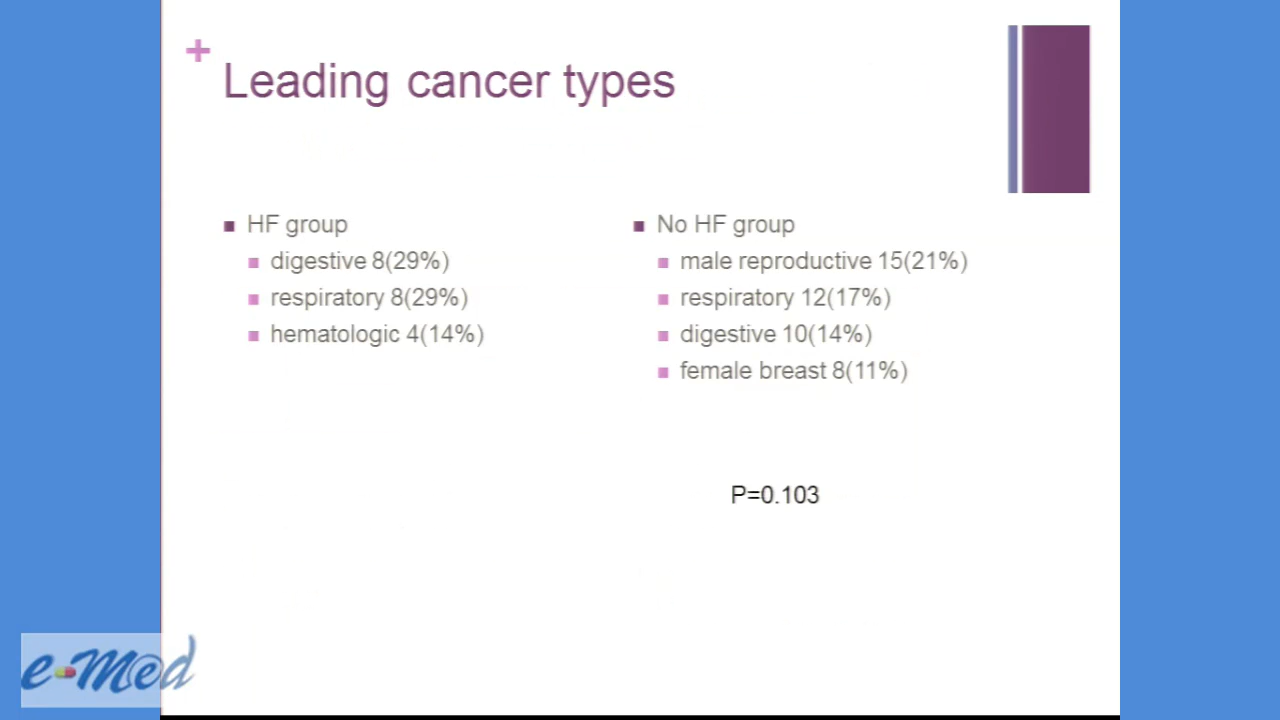 +
Leading cancer types
HF group
digestive 8(29%)
respiratory 8(29%)
hematologic 4(14%)
No HF group
male reproductive 15(21%)
respiratory 12(17%)
digestive 10(14%)
female breast 8(11%)
P=0.103
e-Med